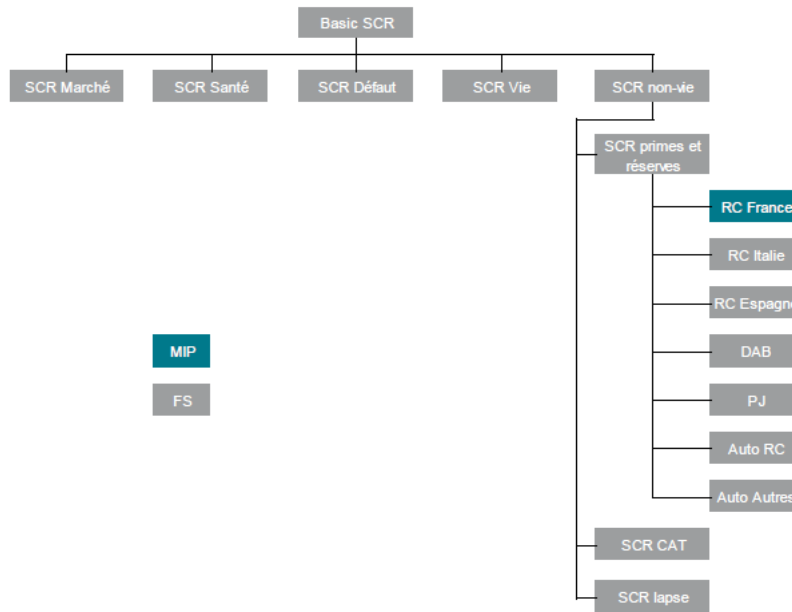 Basic SCR
SCR Marché
SCR Santé
SCR Défaut
SCR Vie
SCR non-vie
SCR primes et
réserves
RC France
RC Italie
RC Espagne
MIP
DAB
FS
PJ
Auto RC
Auto Autres
SCR CAT
SCR lapse